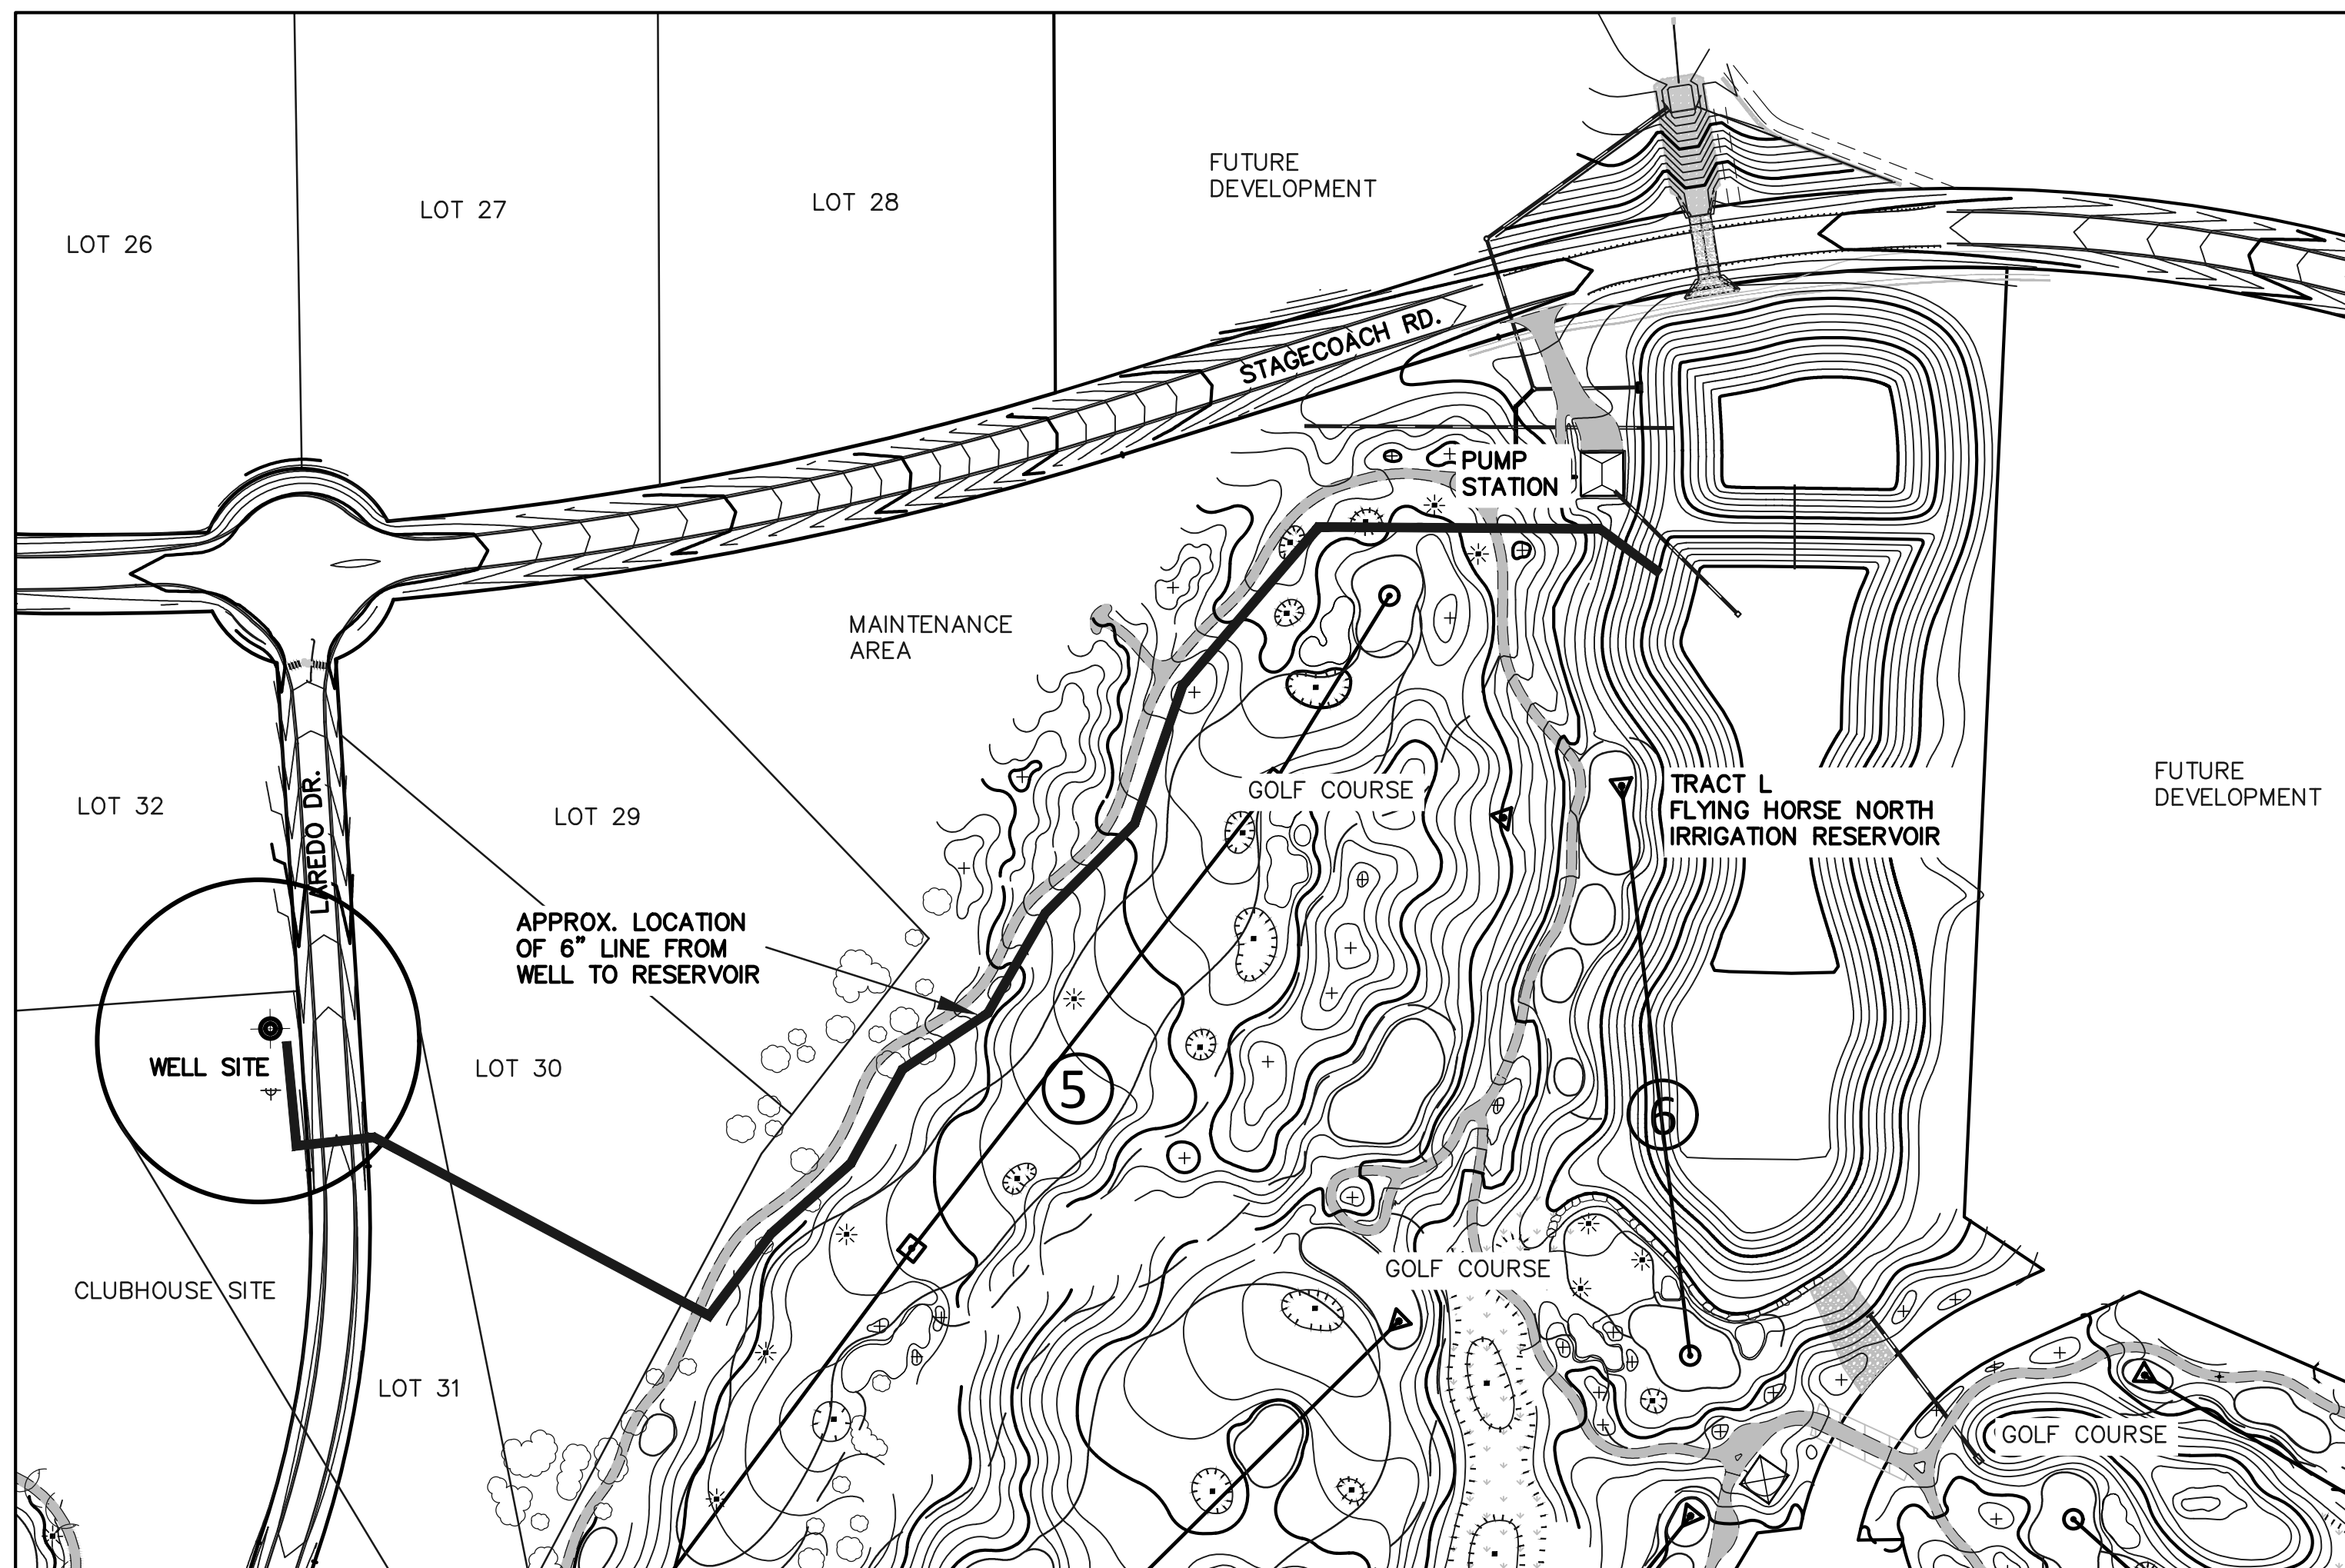 FUTURE
DEVELOPMENT
LOT 28
LOT 27
LOT 26
STAGECOACH RD.
PUMP
STATION
MAINTENANCE
AREA
GOLF COURSE
TRACT L
FLYING HORSE NORTH
IRRIGATION RESERVOIR
FUTURE
DEVELOPMENT
LOT 32
LAREDO DR.
LOT 29
APPROX. LOCATION
OF 6” LINE FROM
WELL TO RESERVOIR
WELL SITE
LOT 30
5
6
CLUBHOUSE SITE
GOLF COURSE
LOT 31
GOLF COURSE